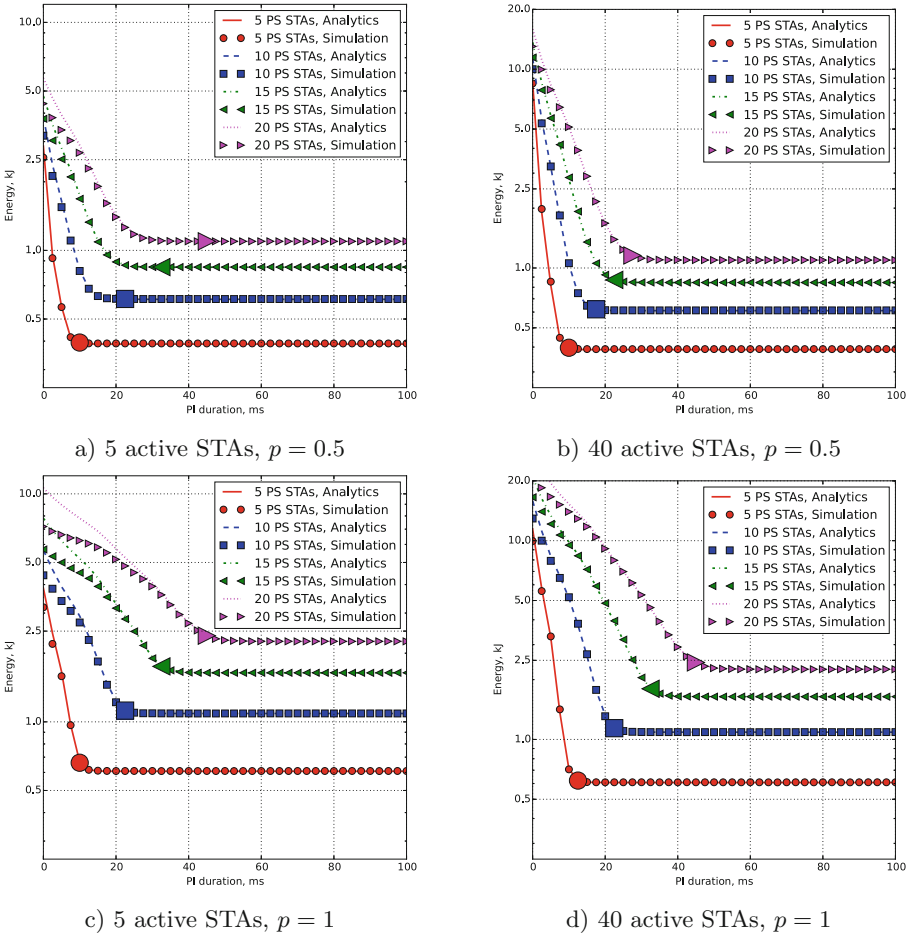 10.0
5.0
2.5
1.0
0.5
Energy, kJ
0 20 40 60 80 100
PI duration, ms
5 PS STAs, Analytics
5 PS STAs, Simulation
10 PS STAs, Analytics
10 PS STAs, Simulation
15 PS STAs, Analytics
15 PS STAs, Simulation
20 PS STAs, Analytics
20 PS STAs, Simulation
a) 5 active STAs, p = 0.5
20.0
10.0
5.0
2.5
1.0
0.5
Energy, kJ
0 20 40 60 80 100
PI duration, ms
5 PS STAs, Analytics
5 PS STAs, Simulation
10 PS STAs, Analytics
10 PS STAs, Simulation
15 PS STAs, Analytics
15 PS STAs, Simulation
20 PS STAs, Analytics
20 PS STAs, Simulation
b) 40 active STAs, p = 0.5
10.0
5.0
2.5
1.0
0.5
Energy, kJ
0 20 40 60 80 100
PI duration, ms
5 PS STAs, Analytics
5 PS STAs, Simulation
10 PS STAs, Analytics
10 PS STAs, Simulation
15 PS STAs, Analytics
15 PS STAs, Simulation
20 PS STAs, Analytics
20 PS STAs, Simulation
c) 5 active STAs, p = 1
20.0
10.0
5.0
2.5
1.0
0.5
Energy, kJ
0 20 40 60 80 100
PI duration, ms
5 PS STAs, Analytics
5 PS STAs, Simulation
10 PS STAs, Analytics
10 PS STAs, Simulation
15 PS STAs, Analytics
15 PS STAs, Simulation
20 PS STAs, Analytics
20 PS STAs, Simulation
d) 40 active STAs, p = 1